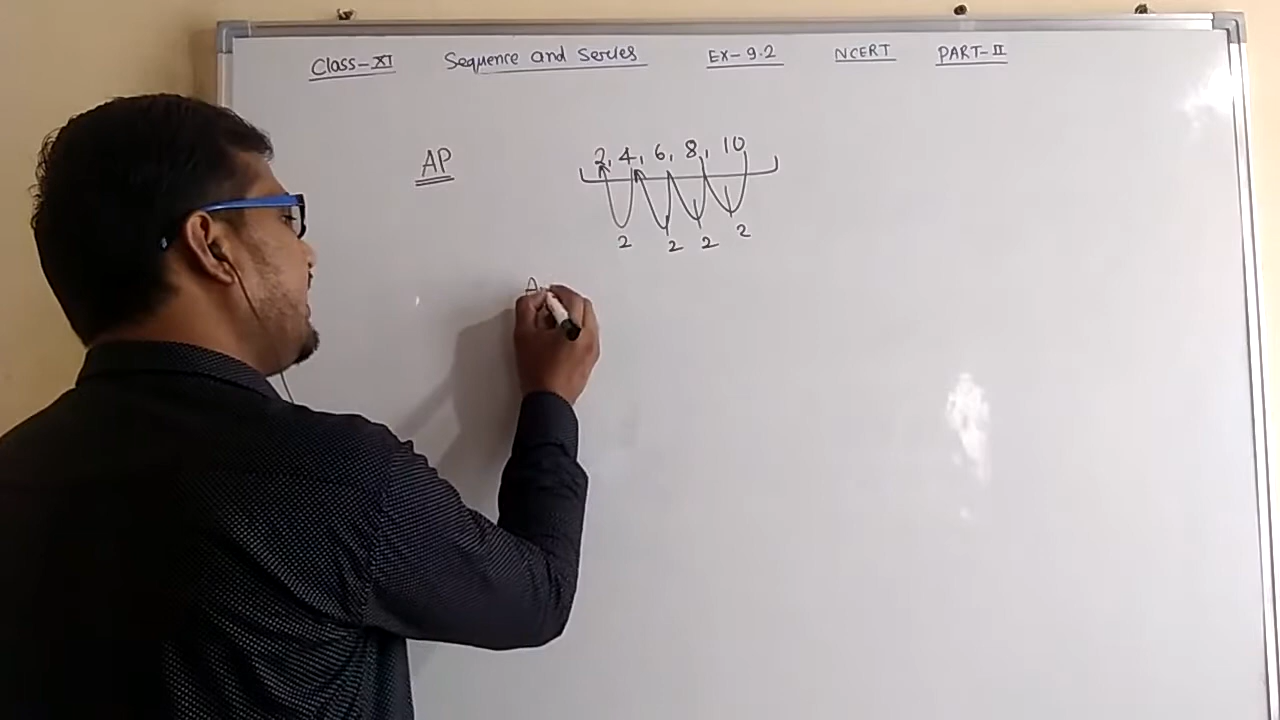 Class-XI Sequence and Series Ex-9.2 NCERT PART-II
AP 2, 4, 6, 8, 10
2 2 2 2
A